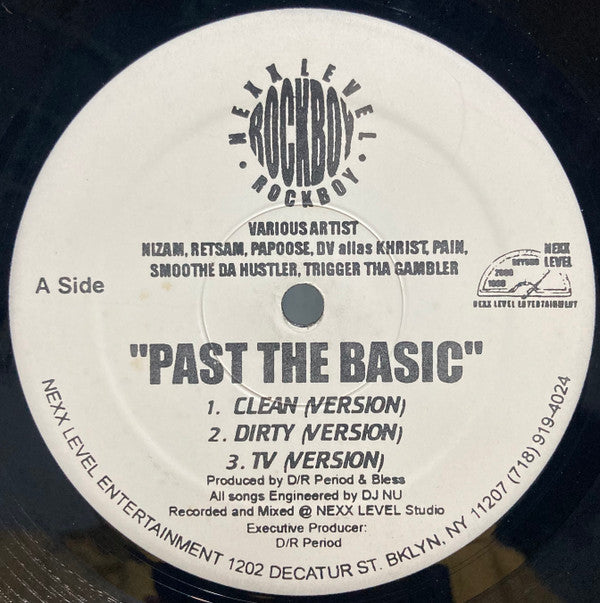 NEXX LEVEL
ROCKBOY
ROCKBOY
VARIOUS ARTIST
NIZAM, RETSAM, PAPOOSE, DV alias KHRIST, PAIN,
SMOOTHE DA HUSTLER, TRIGGER THA GAMBLER
A Side
NEXX
LEVEL
BEYOND
2000
1999
NEXX LEVEL ENTERTAINMENT
"PAST THE BASIC"
1. CLEAN (VERSION)
2. DIRTY (VERSION)
3. TV (VERSION)
Produced by D/R Period & Bless
All songs Engineered by DJ NU
Recorded and Mixed @ NEXX LEVEL Studio
Executive Producer:
D/R Period
NEXX LEVEL ENTERTAINMENT 1202 DECATUR ST. BKLYN, NY 11207 (718) 919-4024